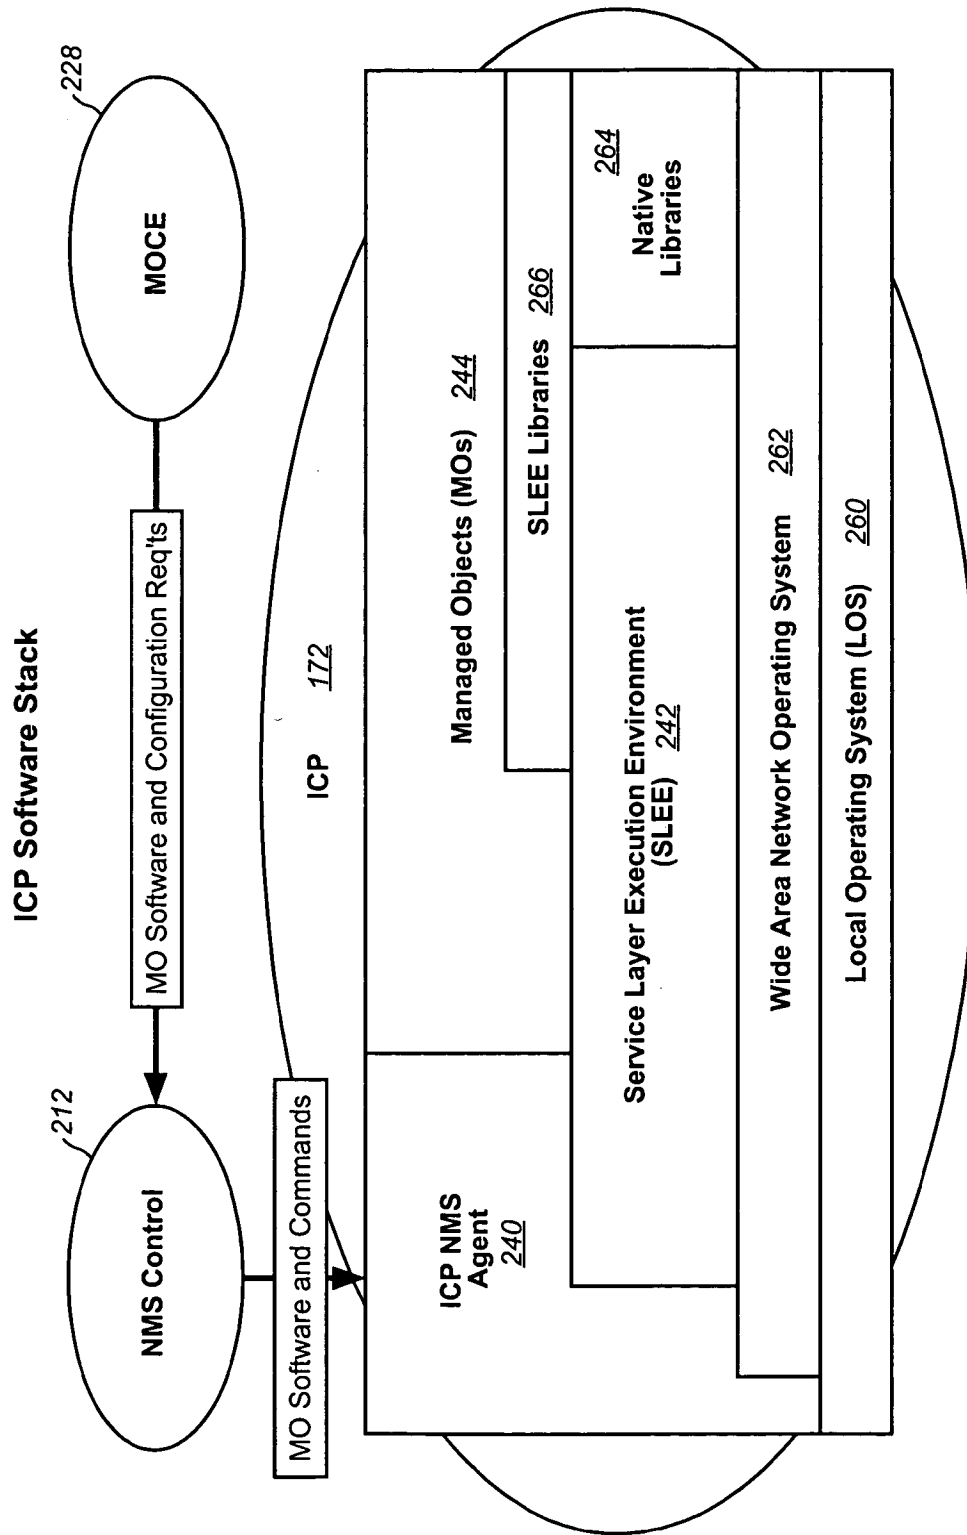 ICP Software Stack
212
NMS Control
MO Software and Configuration Req'ts
228
MOCE
MO Software and Commands
ICP 172
ICP NMS
Agent
240
Managed Objects (MOs) 244
SLEE Libraries 266
Service Layer Execution Environment
(SLEE) 242
264
Native
Libraries
Wide Area Network Operating System 262
Local Operating System (LOS) 260